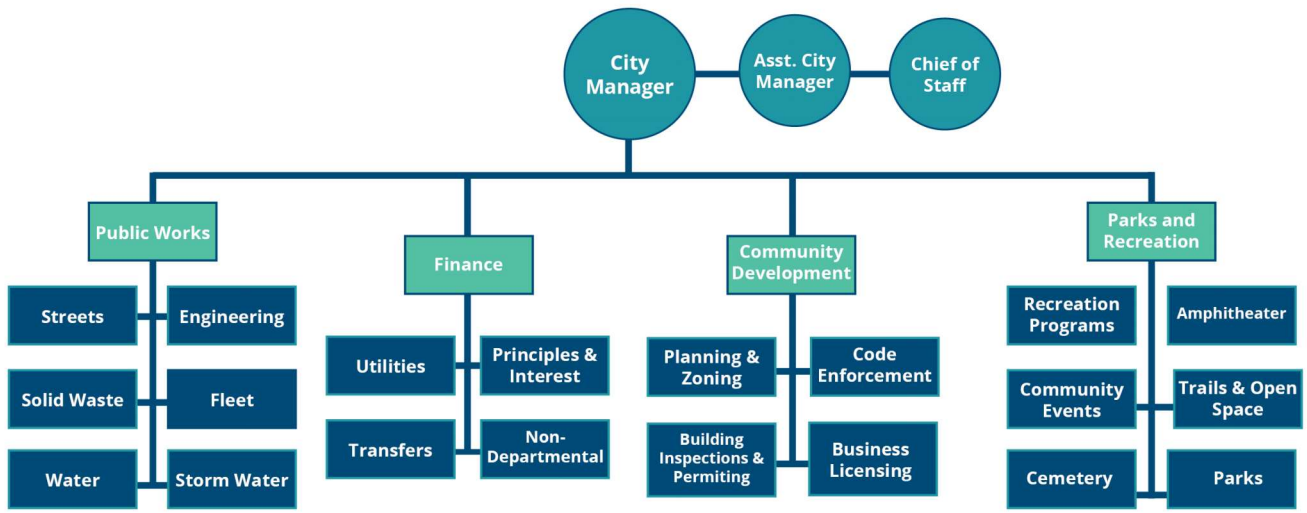 City
Manager
Asst. City
Manager
Chief of
Staff
Public Works
Streets
Engineering
Solid Waste
Fleet
Water
Storm Water
Finance
Utilities
Principles &
Interest
Transfers
Non-
Departmental
Community
Development
Planning &
Zoning
Code
Enforcement
Building
Inspections &
Permiting
Business
Licensing
Parks and
Recreation
Recreation
Programs
Amphitheater
Community
Events
Trails & Open
Space
Cemetery
Parks